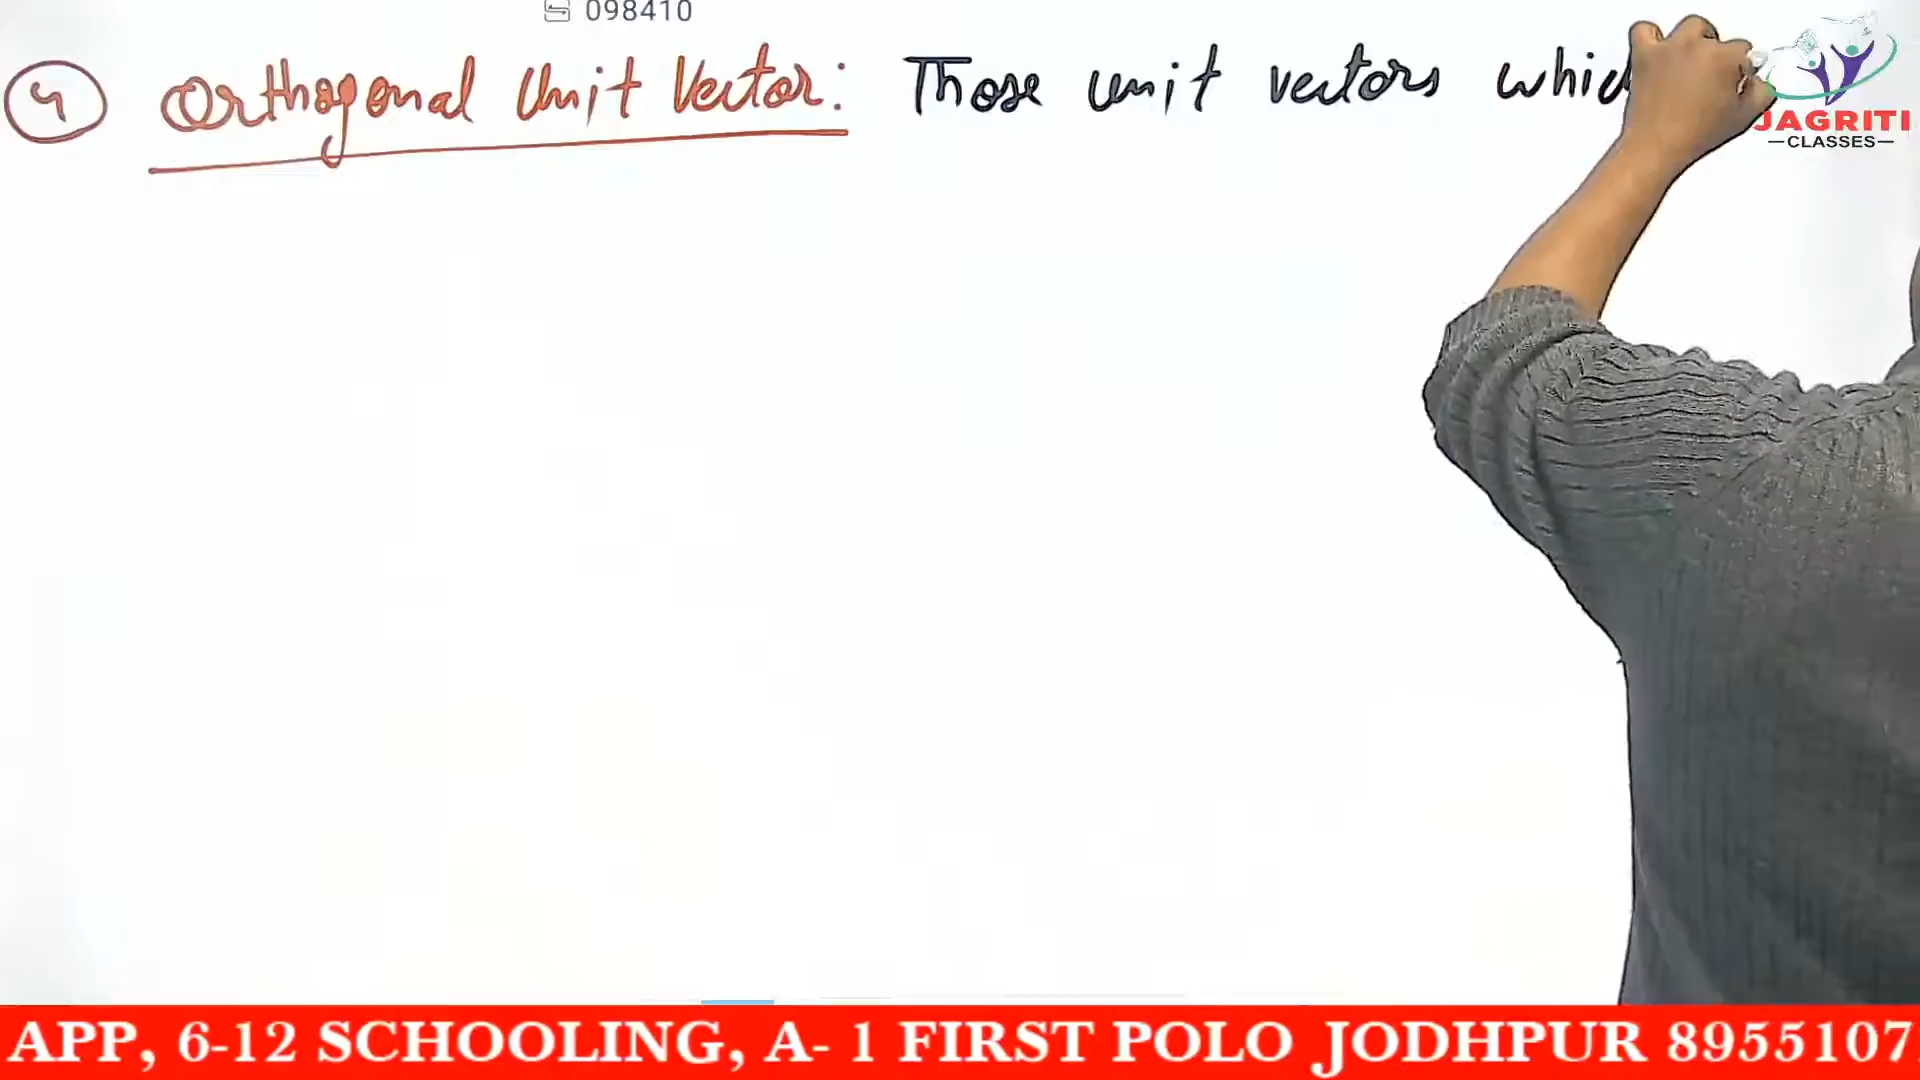 098410
4 Orthogonal Unit Vector: Those unit vectors whic
JAGRITI
—CLASSES—
APP, 6-12 SCHOOLING, A- 1 FIRST POLO JODHPUR 8955107